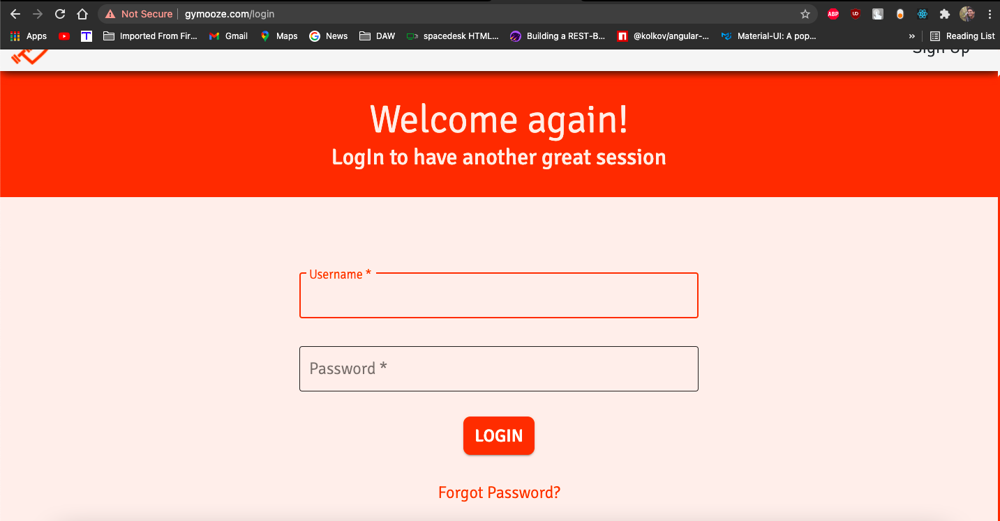 Not Secure | gymooze.com/login
ABP UD
Apps T Imported From Fir... Gmail Maps News DAW spacedesk HTML... Building a REST-B... @kolkov/angular-... Material-UI: A pop... » Reading List
Sign Up
Welcome again!
LogIn to have another great session
Username *
Password *
LOGIN
Forgot Password?